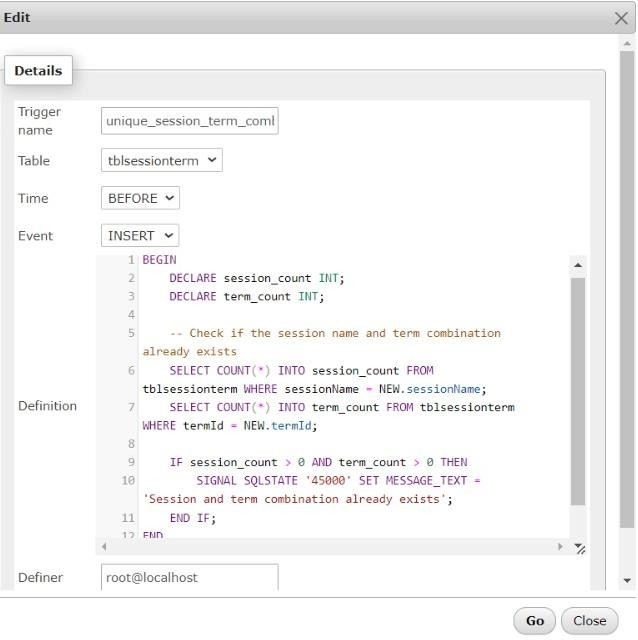 Edit
Details
Trigger name
unique_session_term_coml
Table
tblsessionterm
Time
BEFORE
Event
INSERT
Definition
1 BEGIN
2 DECLARE session_count INT;
3 DECLARE term_count INT;
4
5 -- Check if the session name and term combination
already exists
6 SELECT COUNT(*) INTO session_count FROM
tblsessionterm WHERE sessionName = NEW.sessionName;
7 SELECT COUNT(*) INTO term_count FROM tblsessionterm
WHERE termId = NEW.termId;
8
9 IF session_count > 0 AND term_count > 0 THEN
10 SIGNAL SQLSTATE '45000' SET MESSAGE_TEXT =
'Session and term combination already exists';
11 END IF;
12 END
Definer
root@localhost
Go
Close